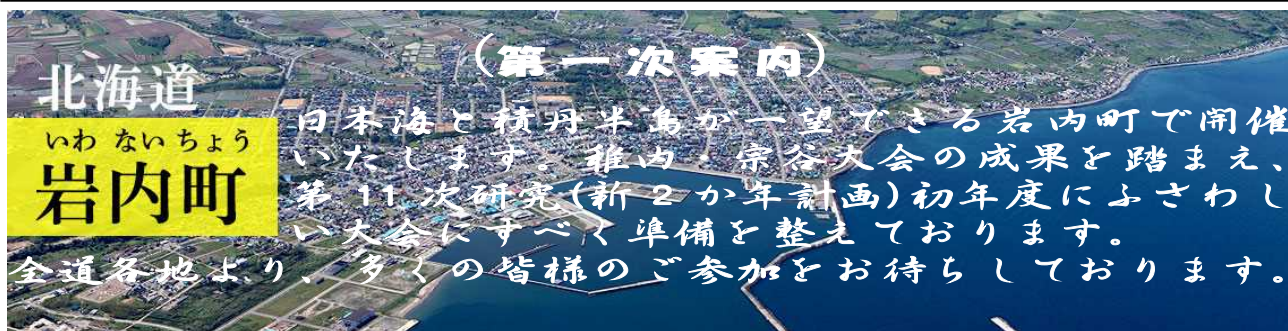 (第一次案内)
北海道
いわ ない ちょう
岩内町
日本海と積丹半島が一望できる岩内町で開催
いたします。稚内・宗谷大会の成果を踏まえ、
第 11 次研究(新 2 か年計画)初年度にふさわし
い大会にすべく準備を整えております。
全道各地より、多くの皆様のご参加をお待ちしております。